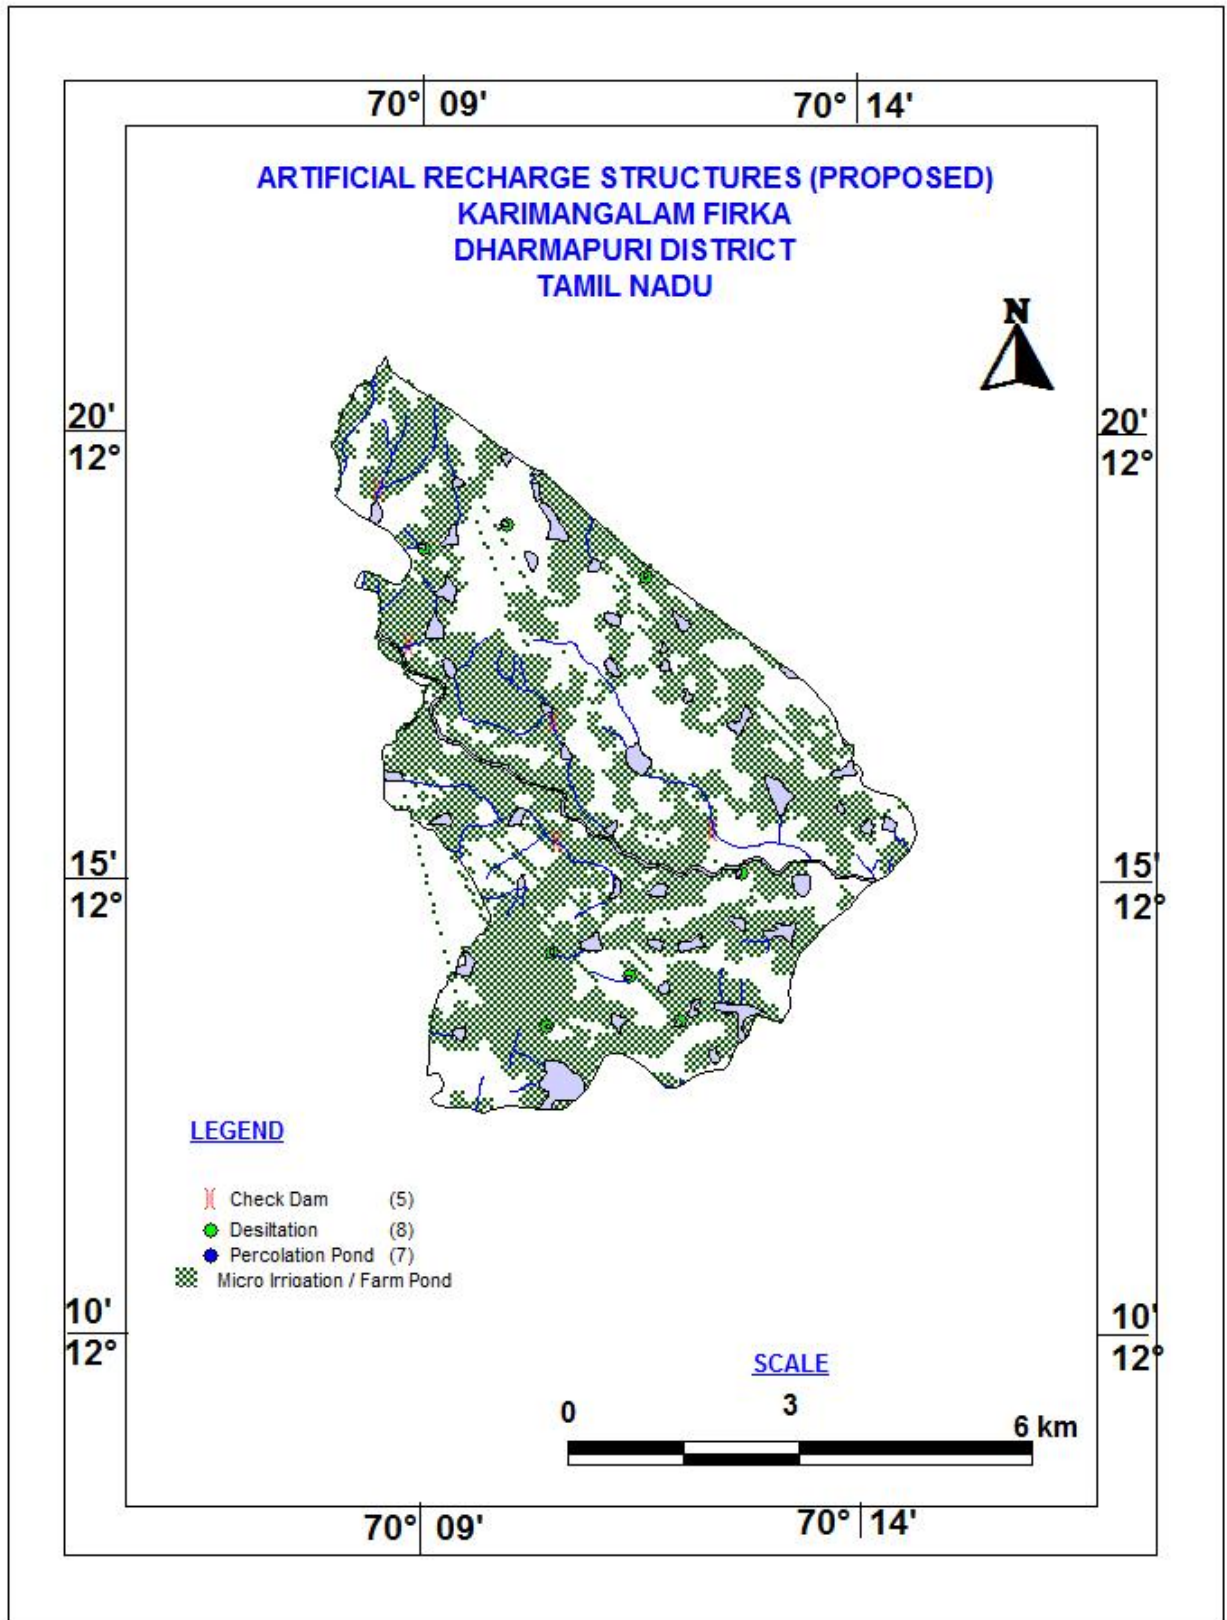 70° 09' 70° 14'
ARTIFICIAL RECHARGE STRUCTURES (PROPOSED)
KARIMANGALAM FIRKA
DHARMAPURI DISTRICT
TAMIL NADU
N
20' 20'
12° 12°
15' 15'
12° 12°
LEGEND
Check Dam (5)
Desiltation (8)
Percolation Pond (7)
Micro Irrigation / Farm Pond
10' 10'
12° 12°
SCALE
0 3 6 km
70° 09' 70° 14'